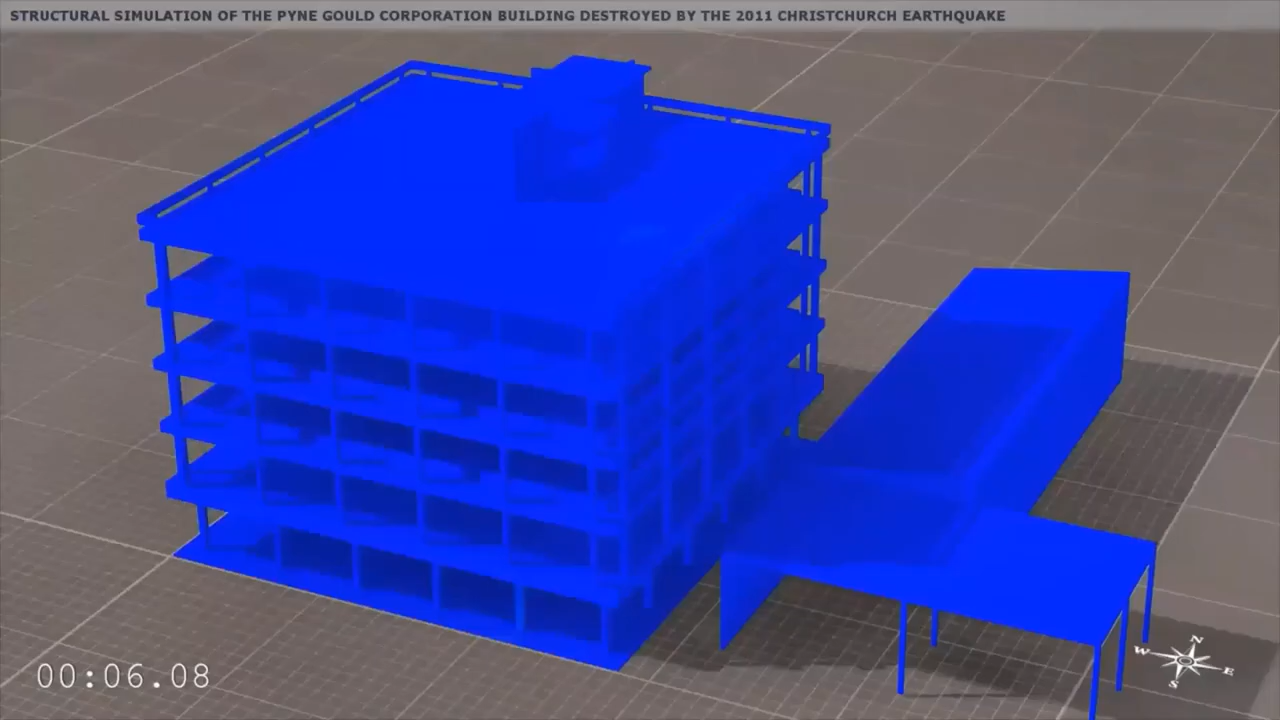 STRUCTURAL SIMULATION OF THE PYNE GOULD CORPORATION BUILDING DESTROYED BY THE 2011 CHRISTCHURCH EARTHQUAKE
N
W
E
S
00:06.08